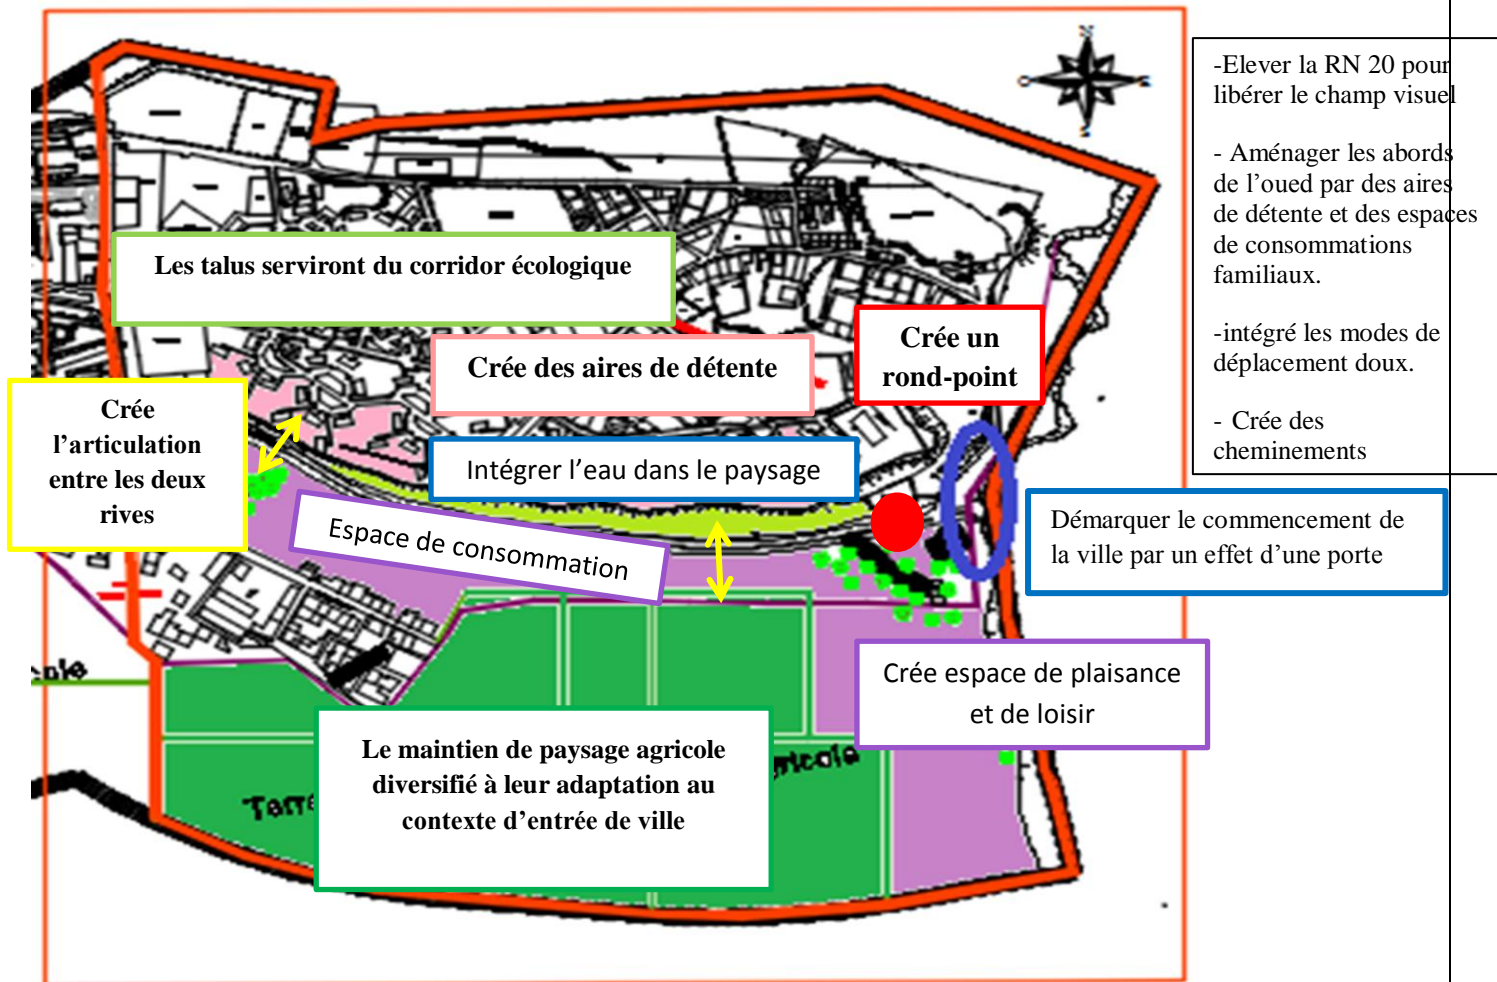 -Elever la RN 20 pour
libérer le champ visuel
- Aménager les abords
de l’oued par des aires
de détente et des espaces
de consommations
familiaux.
-intégré les modes de
déplacement doux.
- Crée des
cheminements
Les talus serviront du corridor écologique
Crée des aires de détente
Crée un
rond-point
Crée
l’articulation
entre les deux
rives
Intégrer l’eau dans le paysage
Espace de consommation
Démarquer le commencement de
la ville par un effet d’une porte
Crée espace de plaisance
et de loisir
Le maintien de paysage agricole
diversifié à leur adaptation au
contexte d’entrée de ville